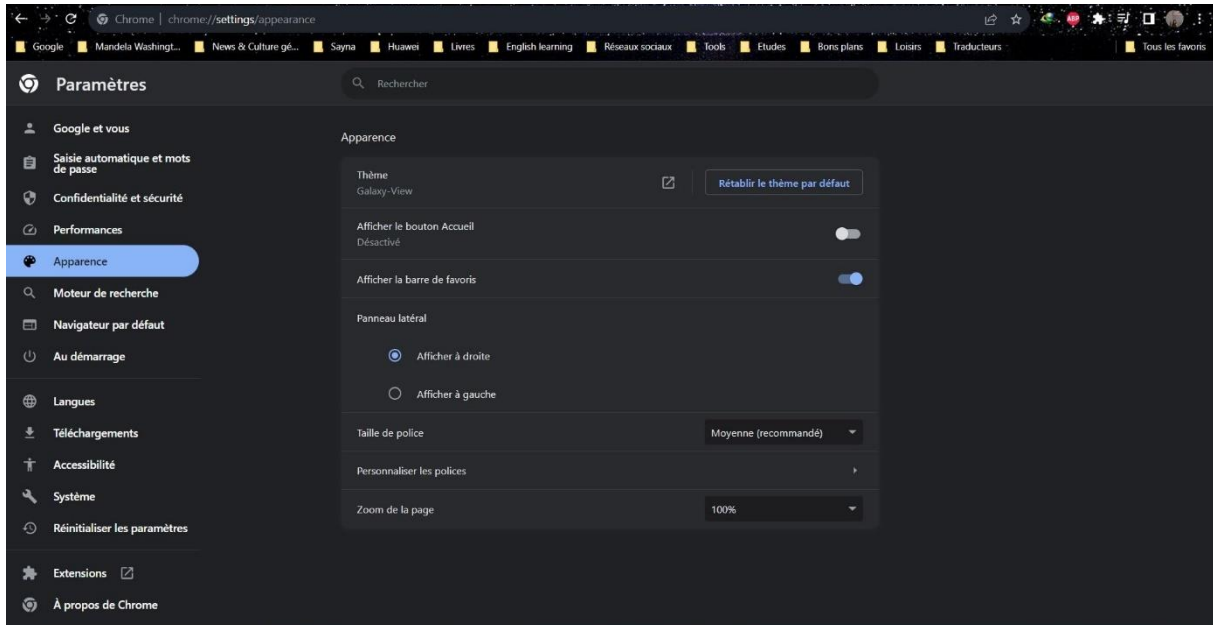 Chrome | chrome://settings/appearance
Google Mandela Washingt... News & Culture gé... Sayna Huawei Livres English learning Réseaux sociaux Tools Etudes Bons plans Loisirs Traducteurs Tous les favoris
Paramètres
Rechercher
Google et vous
Saisie automatique et mots
de passe
Confidentialité et sécurité
Performances
Apparence
Moteur de recherche
Navigateur par défaut
Au démarrage
Langues
Téléchargements
Accessibilité
Système
Réinitialiser les paramètres
Extensions
À propos de Chrome
Apparence
Thème
Galaxy-View
Rétablir le thème par défaut
Afficher le bouton Accueil
Désactivé
Afficher la barre de favoris
Panneau latéral
Afficher à droite
Afficher à gauche
Taille de police
Moyenne (recommandé)
Personnaliser les polices
Zoom de la page
100%
ABP